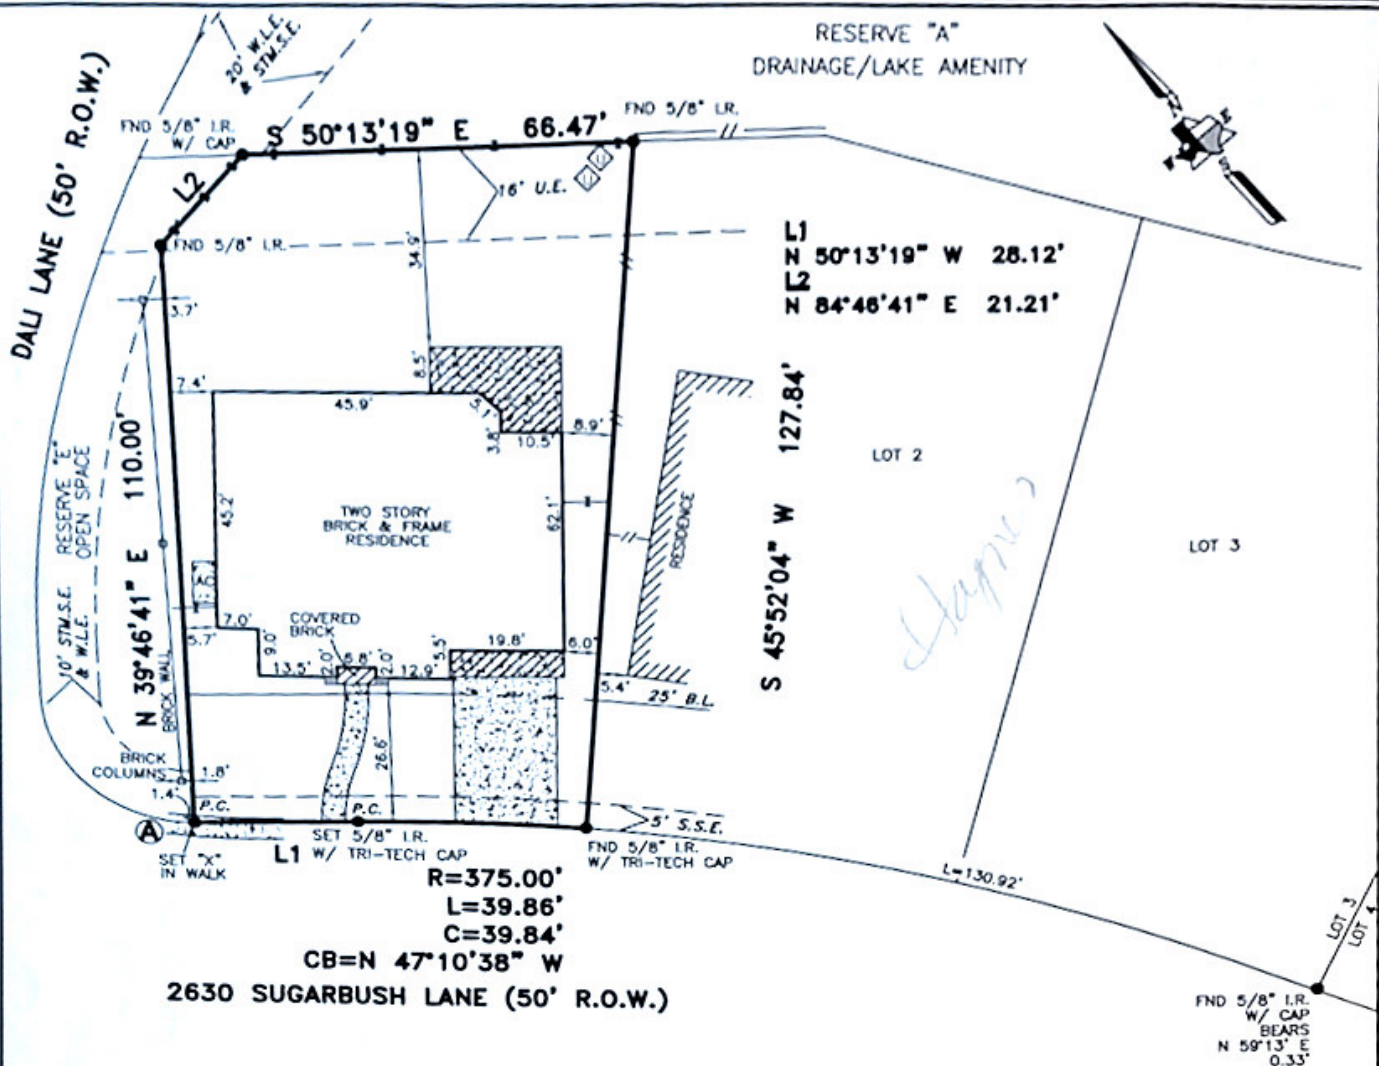 RESERVE "A"
DRAINAGE/LAKE AMENITY
20' W.L.E.
& STM.S.E.
DALI LANE (50' R.O.W.)
FND 5/8" I.R.
W/ CAP
S 50°13'19" E 66.47'
FND 5/8" I.R.
E
W
L2
16' U.E.
FND 5/8" I.R.
34.9'
L1
N 50°13'19" W 28.12'
L2
N 84°46'41" E 21.21'
3.7'
8.5'
7.4'
45.9'
5.1'
3.8'
10.5'
8.9'
S 45°52'04" W 127.84'
LOT 2
LOT 3
N 39°46'41" E 110.00'
RESERVE "E"
OPEN SPACE
10' STM.S.E.
& W.L.E.
45.2'
TWO STORY
BRICK & FRAME
RESIDENCE
62.1'
RESIDENCE
7.0'
5.7'
9.0'
COVERED
BRICK
13.5'
2.0'
6.8'
2.0'
12.9'
5.5'
19.8'
6.0'
5.4'
25' B.L.
BRICK WALL
BRICK
COLUMNS
1.8'
1.4'
26.6'
P.C.
P.C.
5' S.S.E.
A
SET "X"
IN WALK
L1
SET 5/8" I.R.
W/ TRI-TECH CAP
FND 5/8" I.R.
W/ TRI-TECH CAP
L=130.92'
R=375.00'
L=39.86'
C=39.84'
CB=N 47°10'38" W
2630 SUGARBUSH LANE (50' R.O.W.)
LOT 3
LOT 4
FND 5/8" I.R.
W/ CAP
BEARS
N 59°13' E
0.33'